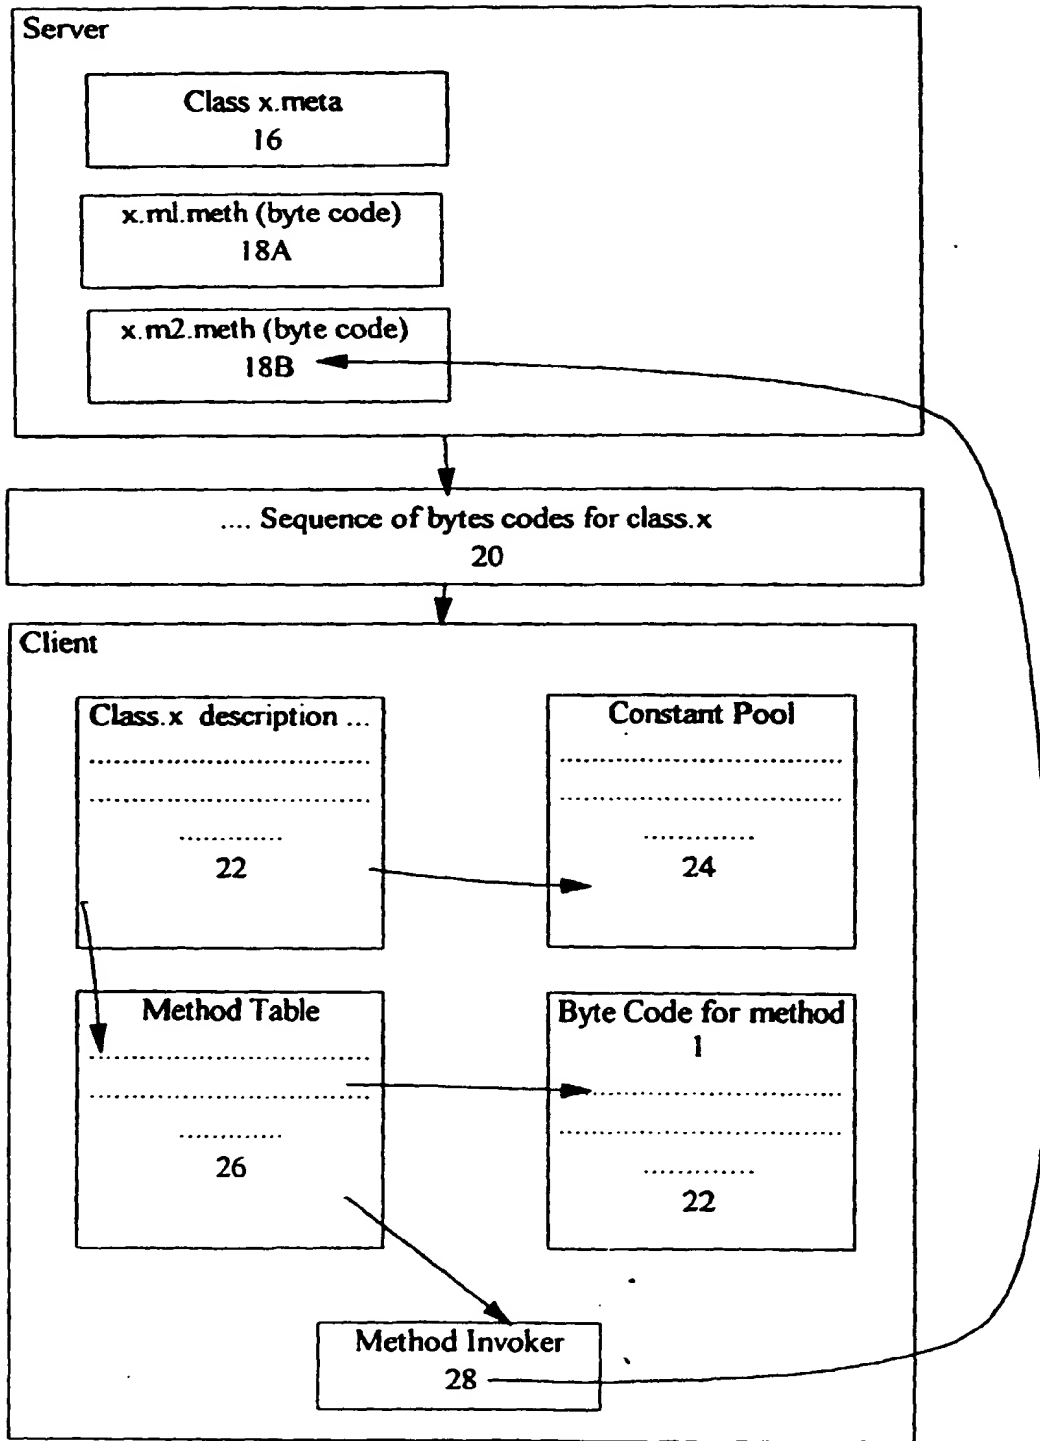 Server
Class x.meta
16
x.ml.meth (byte code)
18A
x.m2.meth (byte code)
18B
.... Sequence of bytes codes for class.x
20
Client
Class.x description ...
22
Constant Pool
24
Method Table
26
Byte Code for method
1
22
Method Invoker
28